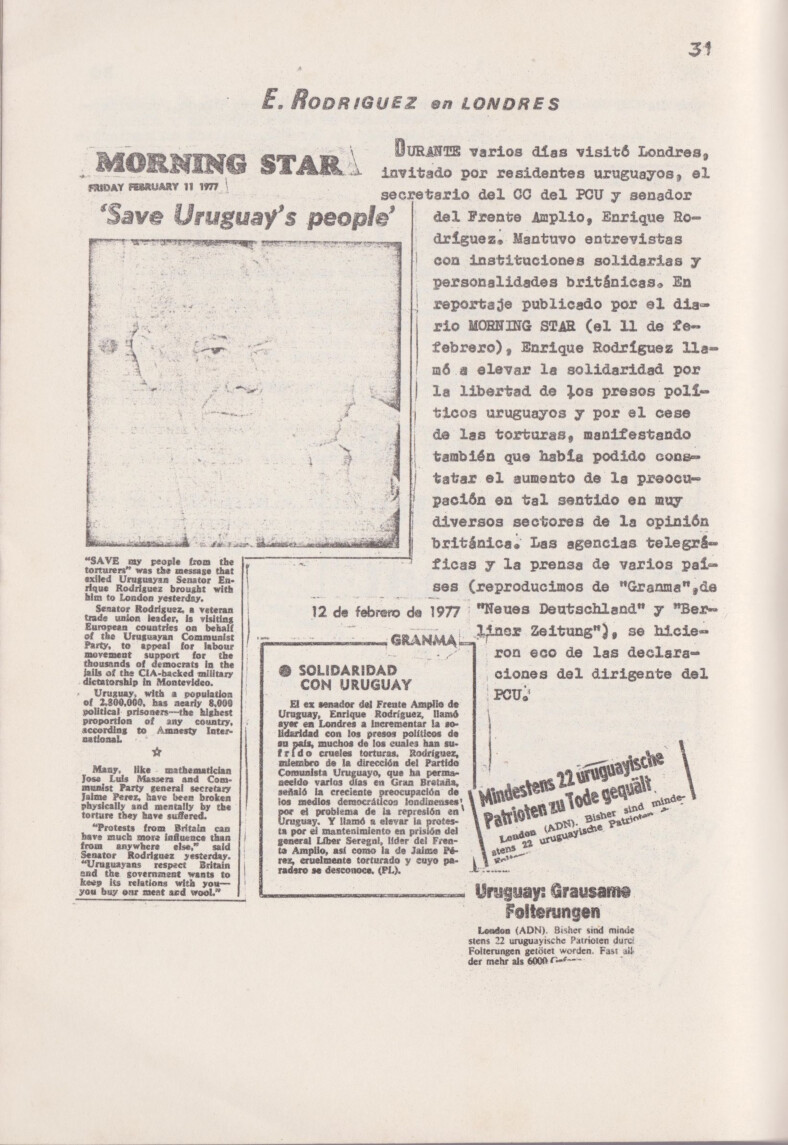 31
E. RODRIGUEZ en LONDRES
MORNING STAR
FRIDAY FEBRUARY 11 1977
'Save Uruguay's people'
"SAVE my people from the
torturers" was the message that
exiled Uruguayan Senator En-
rique Rodriguez brought with
him to London yesterday.
Senator Rodriguez, a veteran
trade union leader, is visiting
European countries on behalf
of the Uruguayan Communist
Party, to appeal for labour
movement support for the
thousands of democrats in the
jails of the CIA-backed military
dictatorship in Montevideo.
Uruguay, with a population
of 2,800,000, has nearly 8,000
political prisoners—the highest
proportion of any country,
according to Amnesty Inter-
national.
Many, like mathematician
Jose Luis Massera and Com-
munist Party general secretary
Jaime Perez, have been broken
physically and mentally by the
torture they have suffered.
"Protests from Britain can
have much more influence than
from anywhere else," said
Senator Rodriguez yesterday.
"Uruguayans respect Britain
and the government wants to
keep its relations with you—
you buy our meat and wool."
DURANTE varios días visitó Londres,
invitado por residentes uruguayos, el
secretario del CC del PCU y senador
del Frente Amplio, Enrique Ro-
dríguez. Mantuvo entrevistas
con instituciones solidarias y
personalidades británicas. En
reportaje publicado por el dia-
rio MORNING STAR (el 11 de fe-
febrero), Enrique Rodríguez lla-
mó a elevar la solidaridad por
la libertad de los presos polí-
ticos uruguayos y por el cese
de las torturas, manifestando
también que había podido cons-
tatar el aumento de la preocu-
pación en tal sentido en muy
diversos sectores de la opinión
británica. Las agencias telegrá-
ficas y la prensa de varios paí-
ses (reproducimos de "Granma",de
"Neues Deutschland" y "Ber-
liner Zeitung"), se hicie-
ron eco de las declara-
ciones del dirigente del
PCU.
12 de febrero de 1977
GRANMA
SOLIDARIDAD
CON URUGUAY
El ex senador del Frente Amplio de
Uruguay, Enrique Rodríguez, llamó
ayer en Londres a incrementar la so-
lidaridad con los presos políticos de
su país, muchos de los cuales han su-
frido crueles torturas. Rodríguez,
miembro de la dirección del Partido
Comunista Uruguayo, que ha perma-
necido varios días en Gran Bretaña,
señaló la creciente preocupación de
los medios democráticos londinenses
por el problema de la represión en
Uruguay. Y llamó a elevar la protes-
ta por el mantenimiento en prisión del
general Líber Seregni, líder del Fren-
te Amplio, así como la de Jaime Pé-
rez, cruelmente torturado y cuyo pa-
radero se desconoce. (PL).
Mindestens 22 uruguayische
Patrioten zu Tode gequält
London (ADN). Bisher sind minde-
stens 22 uruguayische Patrioten
Uruguay: Grausame
Folterungen
London (ADN). Bisher sind minde
stens 22 uruguayische Patrioten durc
Folterungen getötet worden. Fast all
der mehr als 6000